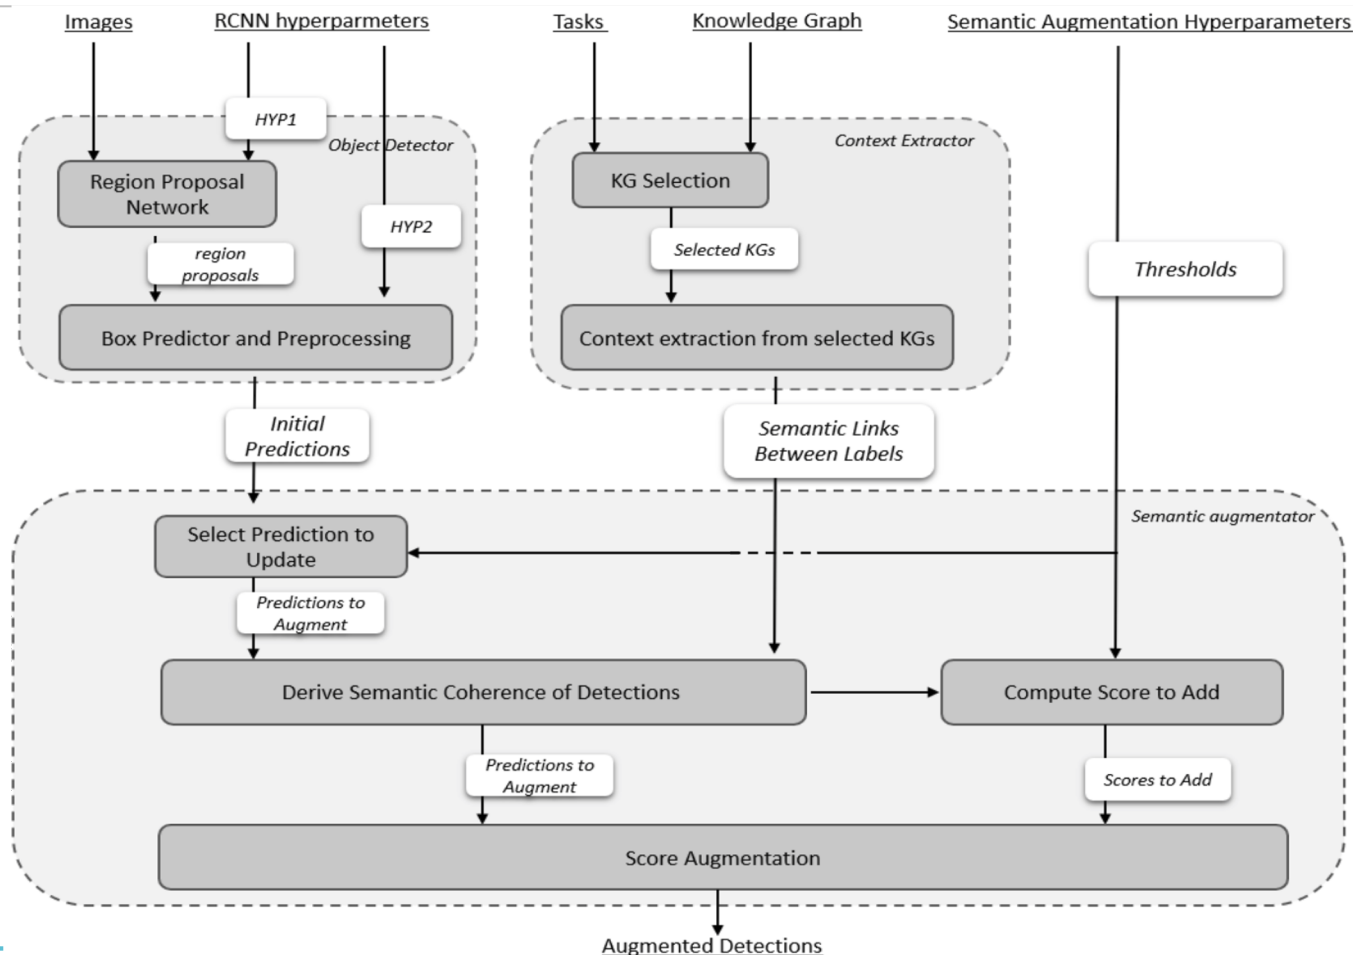 Images
RCNN hyperparmeters
Tasks
Knowledge Graph
Semantic Augmentation Hyperparameters
HYP1
Object Detector
Context Extractor
Region Proposal
Network
KG Selection
HYP2
region
proposals
Selected KGs
Thresholds
Box Predictor and Preprocessing
Context extraction from selected KGs
Initial
Predictions
Semantic Links
Between Labels
Semantic augmentator
Select Prediction to
Update
Predictions to
Augment
Derive Semantic Coherence of Detections
Compute Score to Add
Predictions to
Augment
Scores to Add
Score Augmentation
Augmented Detections